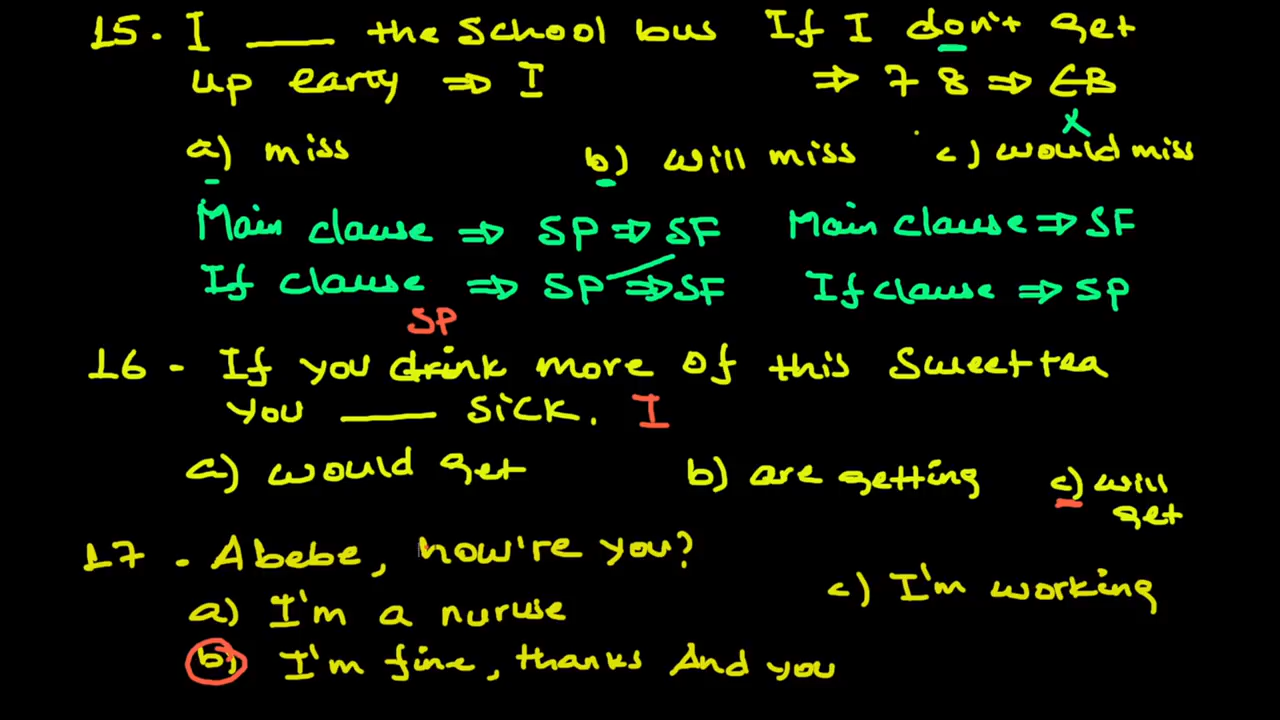 15. I ____ the School bus If I don't get
up early ⇒ I ⇒ 7 8 ⇒ EB
x
a) miss b) will miss c) would miss
Main clause ⇒ SP ⇒ SF Main clause ⇒ SF
If clause ⇒ SP ⇒ SF If clause ⇒ SP
SP
16 - If you drink more of this Sweet tea
you ____ sick. I
a) would get b) are getting c) will
get
17 - Abebe, how're you?
c) I'm working
a) I'm a nuruse
b) I'm fine, thanks And you